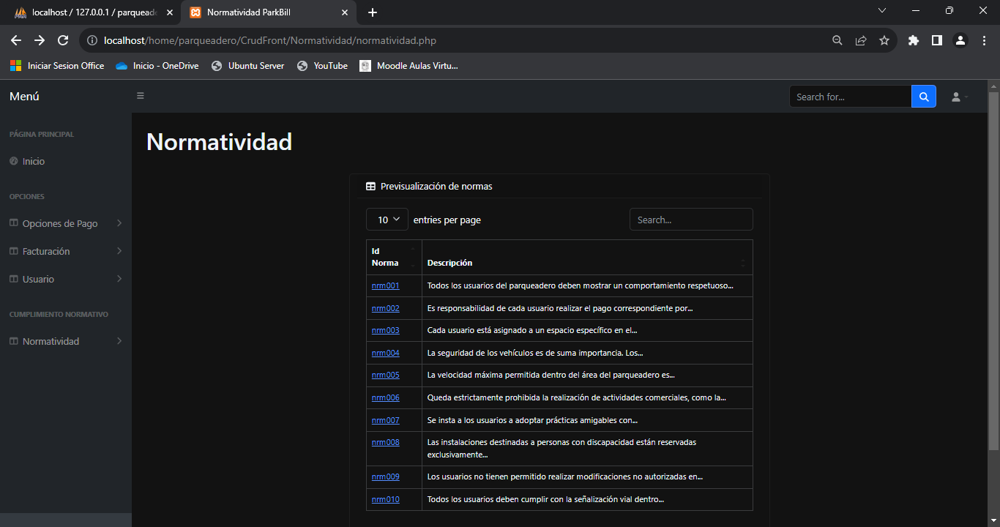 localhost / 127.0.0.1 / parqueade
Normatividad ParkBill
localhost/home/parqueadero/CrudFront/Normatividad/normatividad.php
Iniciar Sesion Office
Inicio - OneDrive
Ubuntu Server
YouTube
Moodle Aulas Virtu...
Menú
Search for...
PÁGINA PRINCIPAL
Inicio
OPCIONES
Opciones de Pago
Facturación
Usuario
CUMPLIMIENTO NORMATIVO
Normatividad
Normatividad
Previsualización de normas
10 entries per page
Search...
Id
Norma
Descripción
nrm001 Todos los usuarios del parqueadero deben mostrar un comportamiento respetuoso...
nrm002 Es responsabilidad de cada usuario realizar el pago correspondiente por...
nrm003 Cada usuario está asignado a un espacio específico en el...
nrm004 La seguridad de los vehículos es de suma importancia. Los...
nrm005 La velocidad máxima permitida dentro del área del parqueadero es...
nrm006 Queda estrictamente prohibida la realización de actividades comerciales, como la...
nrm007 Se insta a los usuarios a adoptar prácticas amigables con...
nrm008 Las instalaciones destinadas a personas con discapacidad están reservadas
exclusivamente...
nrm009 Los usuarios no tienen permitido realizar modificaciones no autorizadas en...
nrm010 Todos los usuarios deben cumplir con la señalización vial dentro...